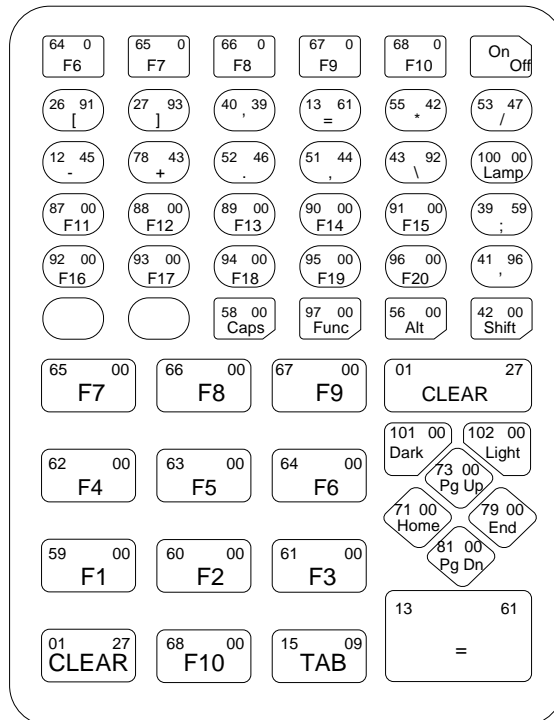 64 0 65 0 66 0 67 0 68 0 On
F6 F7 F8 F9 F10 Off
26 91 27 93 40 39 13 61 55 42 53 47
[ ] ' = * /
12 45 78 43 52 46 51 44 43 92 100 00
- + . , \ Lamp
87 00 88 00 89 00 90 00 91 00 39 59
F11 F12 F13 F14 F15 ;
92 00 93 00 94 00 95 00 96 00 41 96
F16 F17 F18 F19 F20 ‚
58 00 97 00 56 00 42 00
Caps Func Alt Shift
65 00 66 00 67 00 01 27
F7 F8 F9 CLEAR
101 00 102 00
Dark Light
62 00 63 00 64 00 73 00
F4 F5 F6 Pg Up
71 00 79 00
Home End
59 00 60 00 61 00 81 00
F1 F2 F3 Pg Dn
13 61
01 27 68 00 15 09
CLEAR F10 TAB =